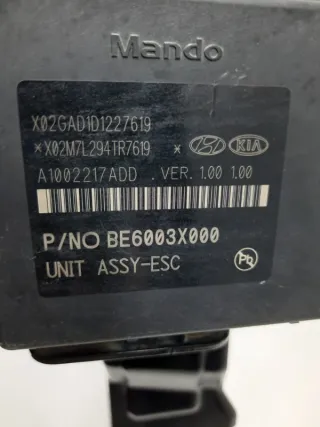 Mando
X02GAD1D1227619
*X02M7L294TR7619 *
KIA
A1002217ADD .VER. 1.00 1.00
P/NO BE6003X000
UNIT ASSY-ESC
Pb